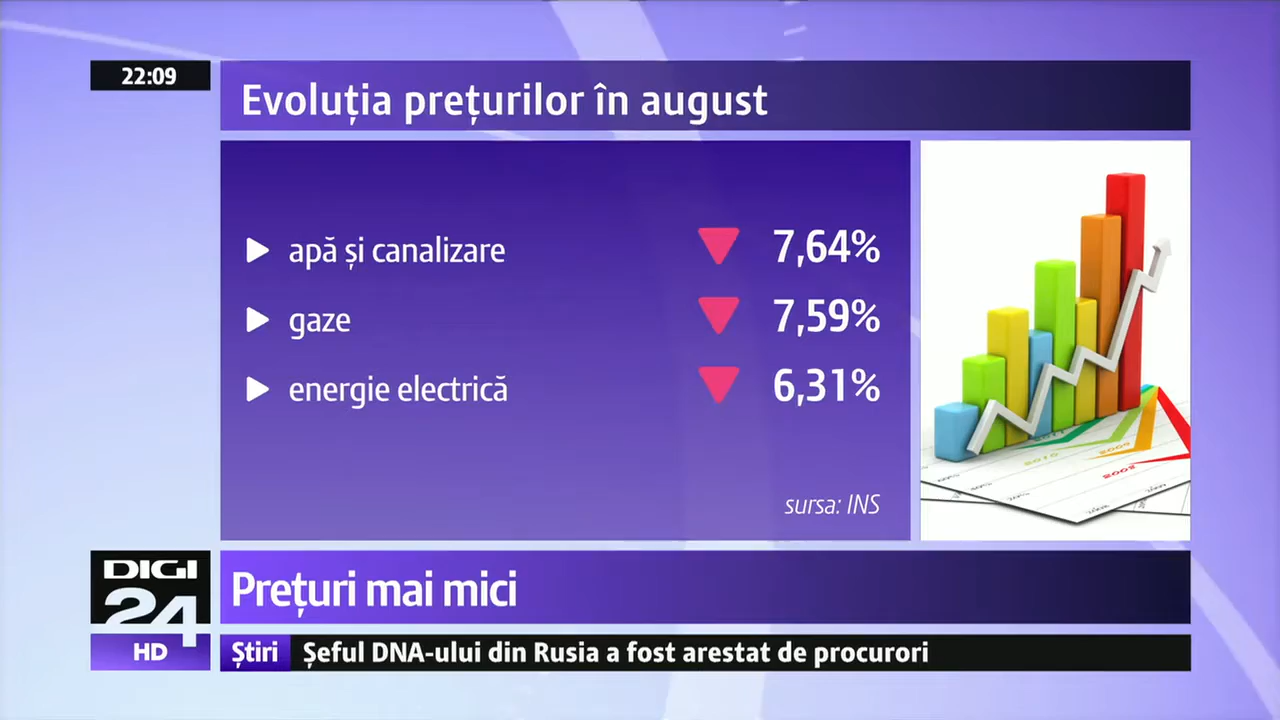 22:09
Evoluția prețurilor în august
apă și canalizare 7,64%
gaze 7,59%
energie electrică 6,31%
sursa: INS
DIGI
24
HD
Prețuri mai mici
Știri Șeful DNA-ului din Rusia a fost arestat de procurori